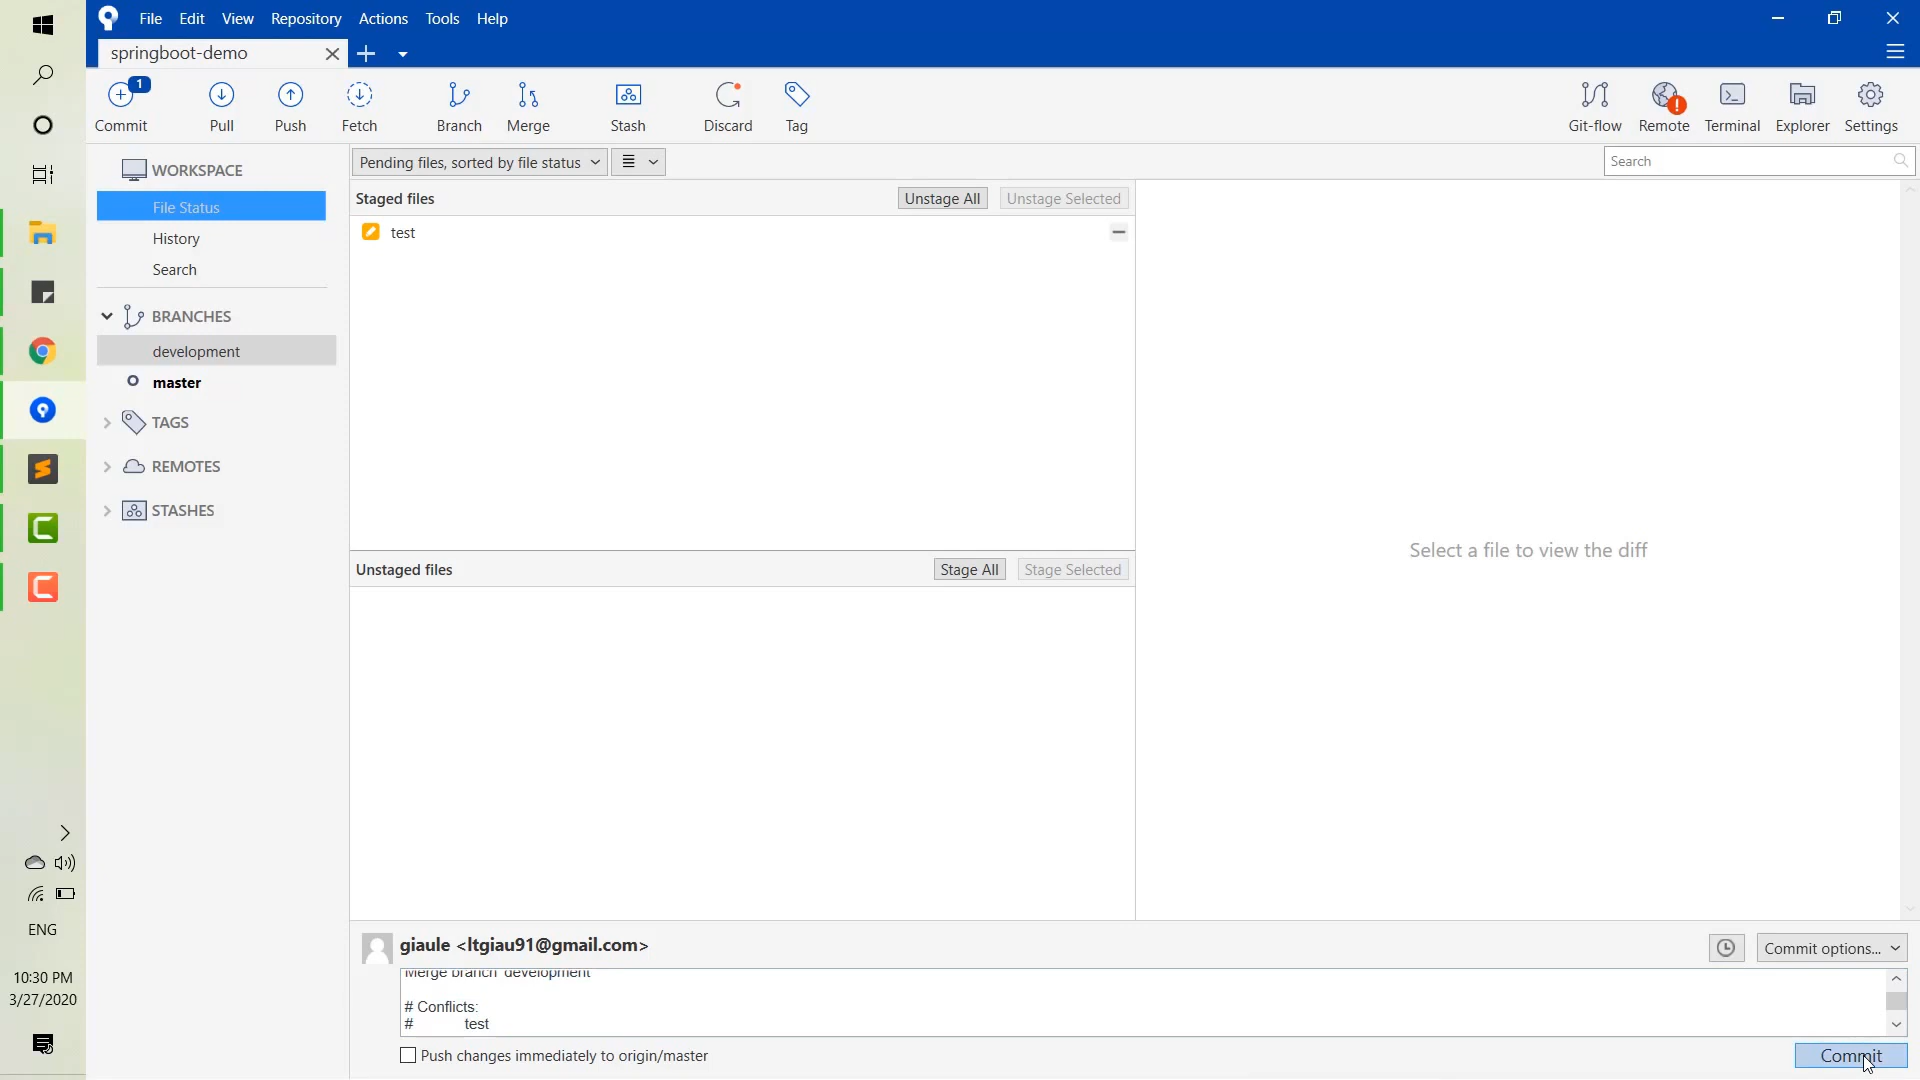 File Edit View Repository Actions Tools Help
springboot-demo
1
Commit Pull Push Fetch Branch Merge Stash Discard Tag Git-flow Remote Terminal Explorer Settings
WORKSPACE
File Status
History
Search
BRANCHES
development
master
TAGS
REMOTES
STASHES
Pending files, sorted by file status
Search
Staged files Unstage All Unstage Selected
test
Select a file to view the diff
Unstaged files Stage All Stage Selected
giaule <ltgiau91@gmail.com>
Commit options...
Merge branch 'development'
# Conflicts:
# test
Push changes immediately to origin/master
Commit
ENG
10:30 PM
3/27/2020